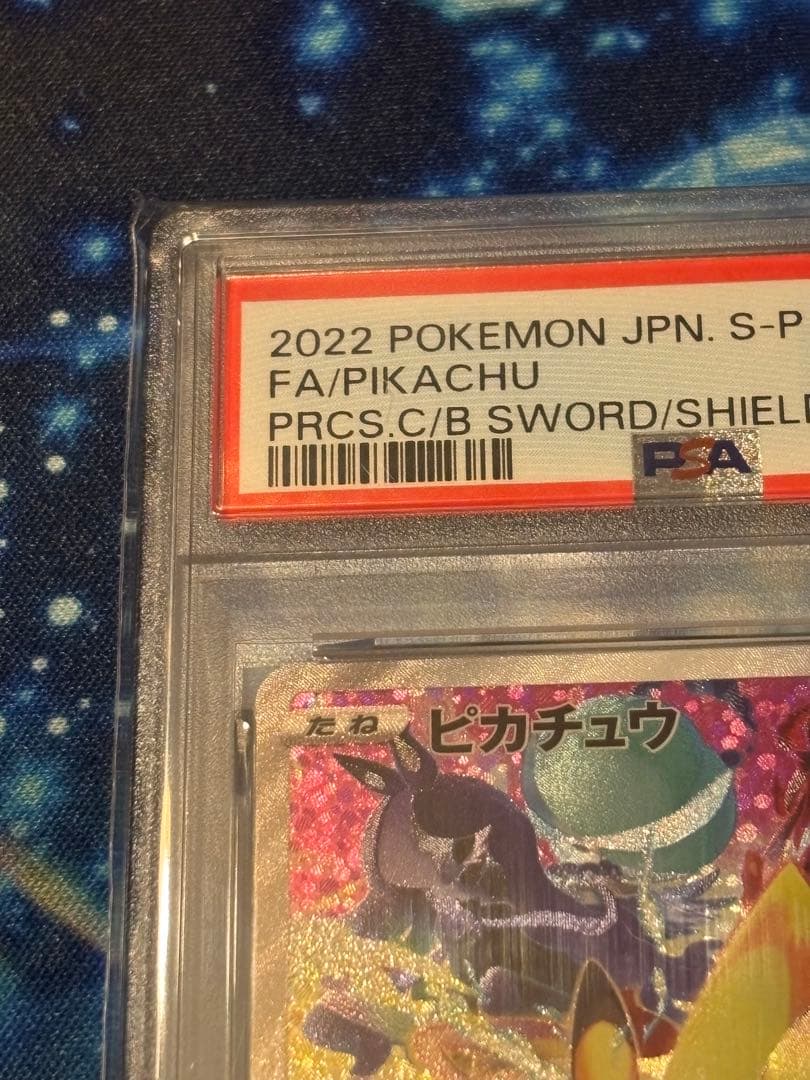 2022 POKEMON JPN. S-P
FA/PIKACHU
PRCS.C/B SWORD/SHIELD
PSA
たね
ピカチュウ